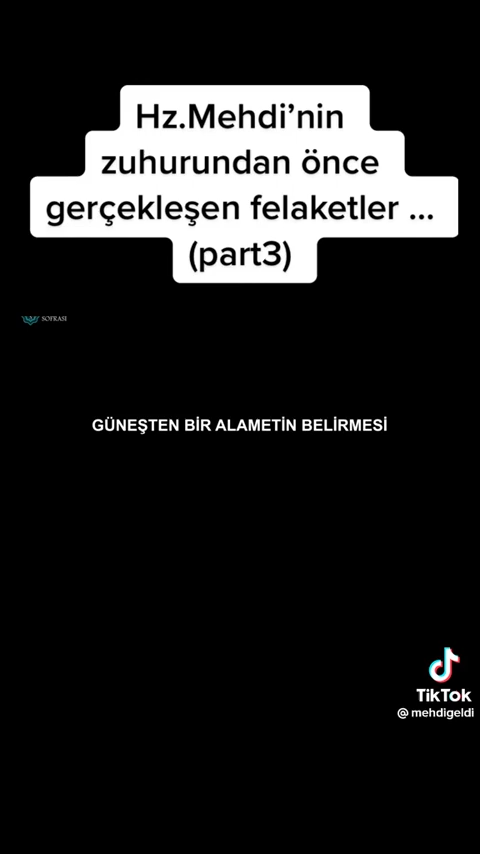 Hz.Mehdi’nin
zuhurundan önce
gerçekleşen felaketler ...
(part3)
SOFRASI
GÜNEŞTEN BİR ALAMETİN BELİRMESİ
TikTok
@ mehdigeldi